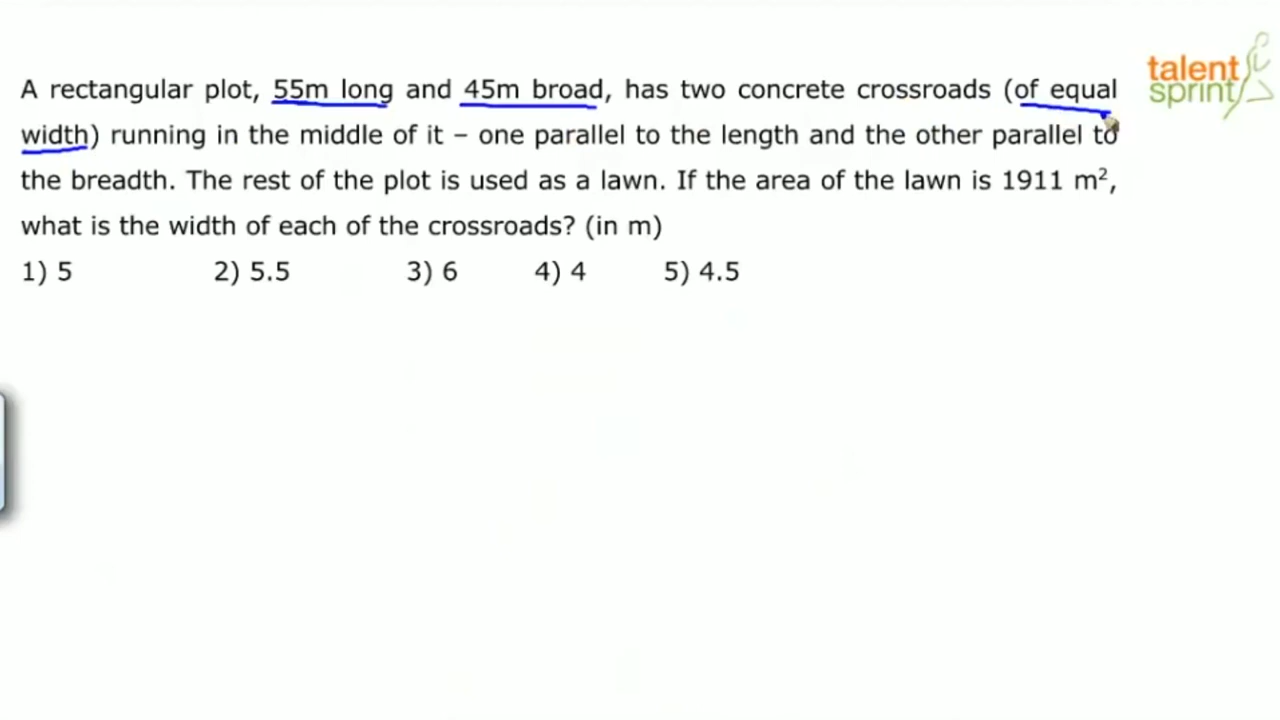 talent
sprint
A rectangular plot, 55m long and 45m broad, has two concrete crossroads (of equal
width) running in the middle of it – one parallel to the length and the other parallel to
the breadth. The rest of the plot is used as a lawn. If the area of the lawn is 1911 m²,
what is the width of each of the crossroads? (in m)
1) 5 2) 5.5 3) 6 4) 4 5) 4.5